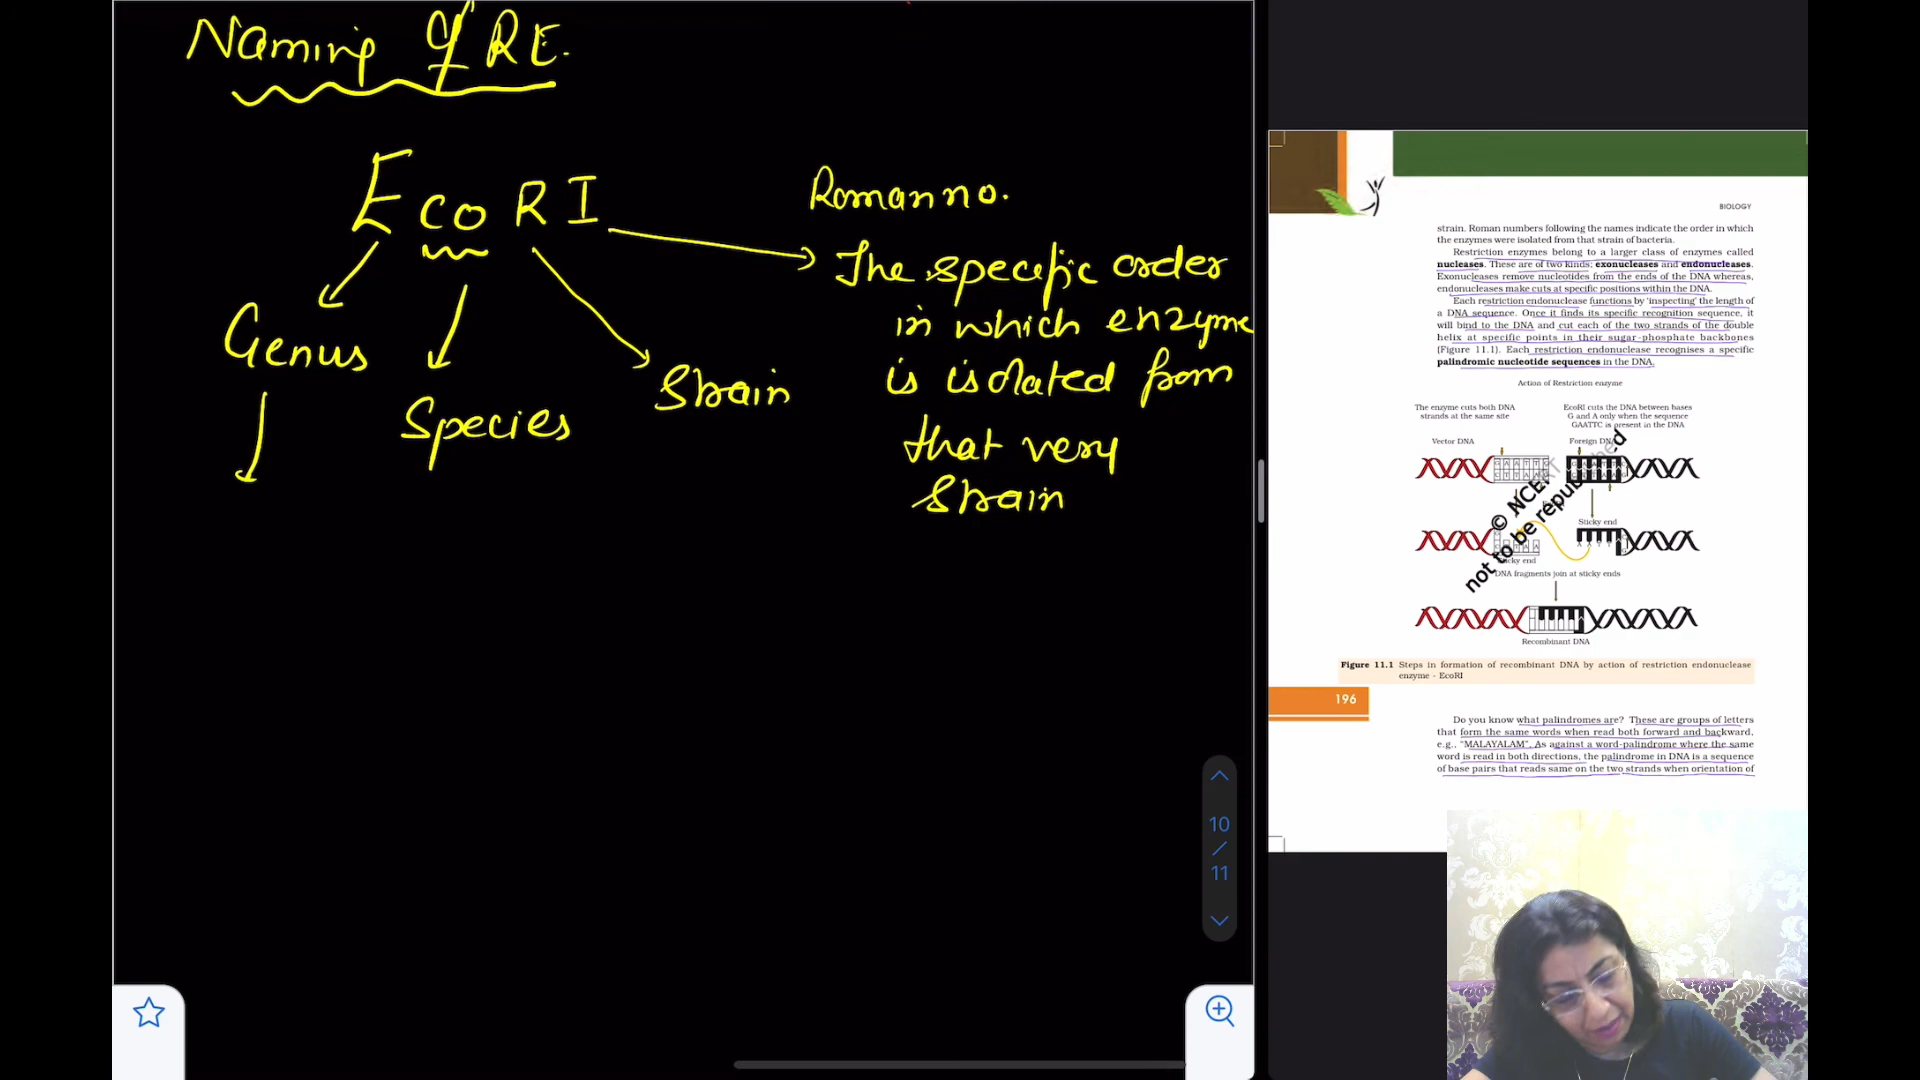 Naming of RE.
EcoRI
Roman no.
The specific order
in which enzyme
is isolated from
that very
Strain
Genus
Species
Strain
10
/
11
BIOLOGY
strain. Roman numbers following the names indicate the order in which
the enzymes were isolated from that strain of bacteria.
Restriction enzymes belong to a larger class of enzymes called
nucleases. These are of two kinds; exonucleases and endonucleases.
Exonucleases remove nucleotides from the ends of the DNA whereas,
endonucleases make cuts at specific positions within the DNA.
Each restriction endonuclease functions by 'inspecting' the length of
a DNA sequence. Once it finds its specific recognition sequence, it
will bind to the DNA and cut each of the two strands of the double
helix at specific points in their sugar-phosphate backbones
(Figure 11.1). Each restriction endonuclease recognises a specific
palindromic nucleotide sequences in the DNA.
Action of Restriction enzyme
The enzyme cuts both DNA
strands at the same site
EcoRI cuts the DNA between bases
G and A only when the sequence
GAATTC is present in the DNA
Vector DNA
Foreign DNA
Sticky end
DNA fragments join at sticky ends
Recombinant DNA
© NCERT
not to be republished
Figure 11.1 Steps in formation of recombinant DNA by action of restriction endonuclease
enzyme - EcoRI
196
Do you know what palindromes are? These are groups of letters
that form the same words when read both forward and backward,
e.g., "MALAYALAM". As against a word-palindrome where the same
word is read in both directions, the palindrome in DNA is a sequence
of base pairs that reads same on the two strands when orientation of